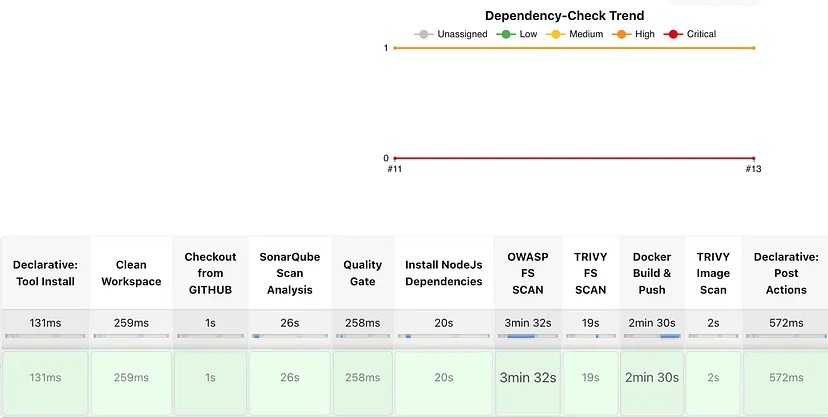 Dependency-Check Trend
Unassigned Low Medium High Critical
1
0
#11 #13
Declarative: Tool Install
Clean Workspace
Checkout from GITHUB
SonarQube Scan Analysis
Quality Gate
Install NodeJs Dependencies
OWASP FS SCAN
TRIVY FS SCAN
Docker Build & Push
TRIVY Image Scan
Declarative: Post Actions
131ms 259ms 1s 26s 258ms 20s 3min 32s 19s 2min 30s 2s 572ms
131ms 259ms 1s 26s 258ms 20s 3min 32s 19s 2min 30s 2s 572ms